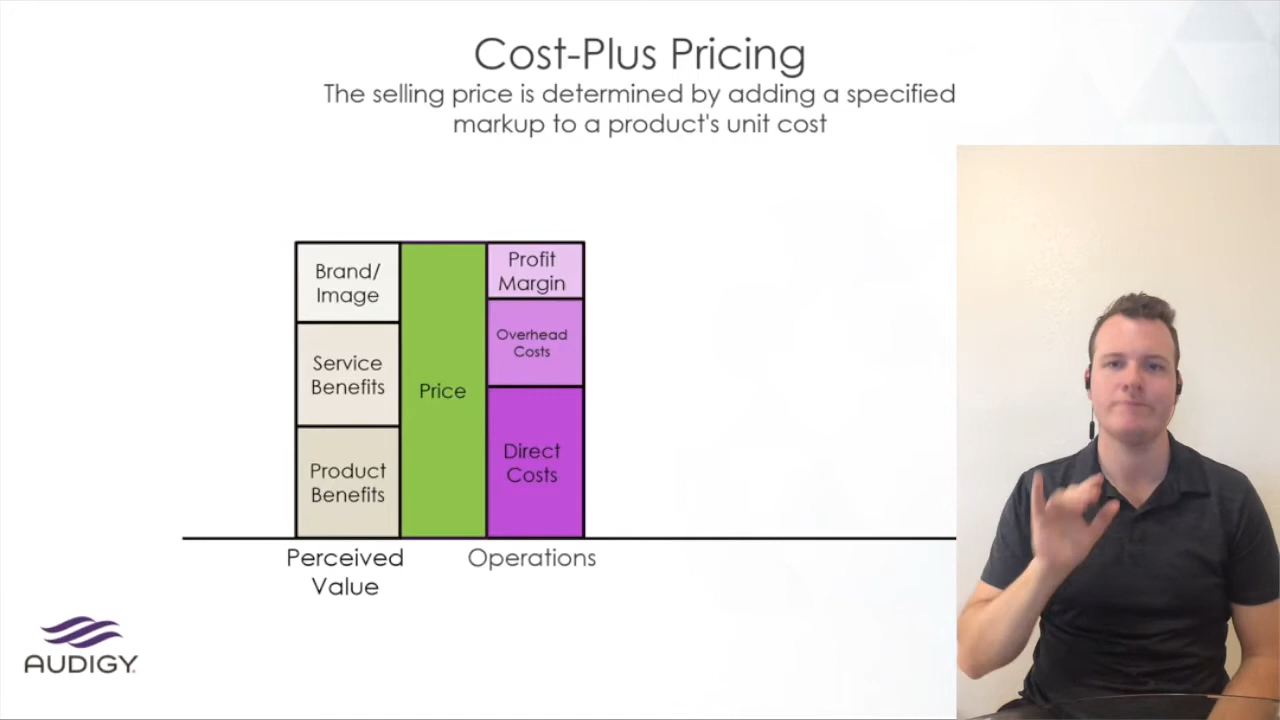 Cost-Plus Pricing
The selling price is determined by adding a specified
markup to a product's unit cost
Brand/
Image
Service
Benefits
Product
Benefits
Price
Profit
Margin
Overhead
Costs
Direct
Costs
Perceived
Value
Operations
AUDIGY